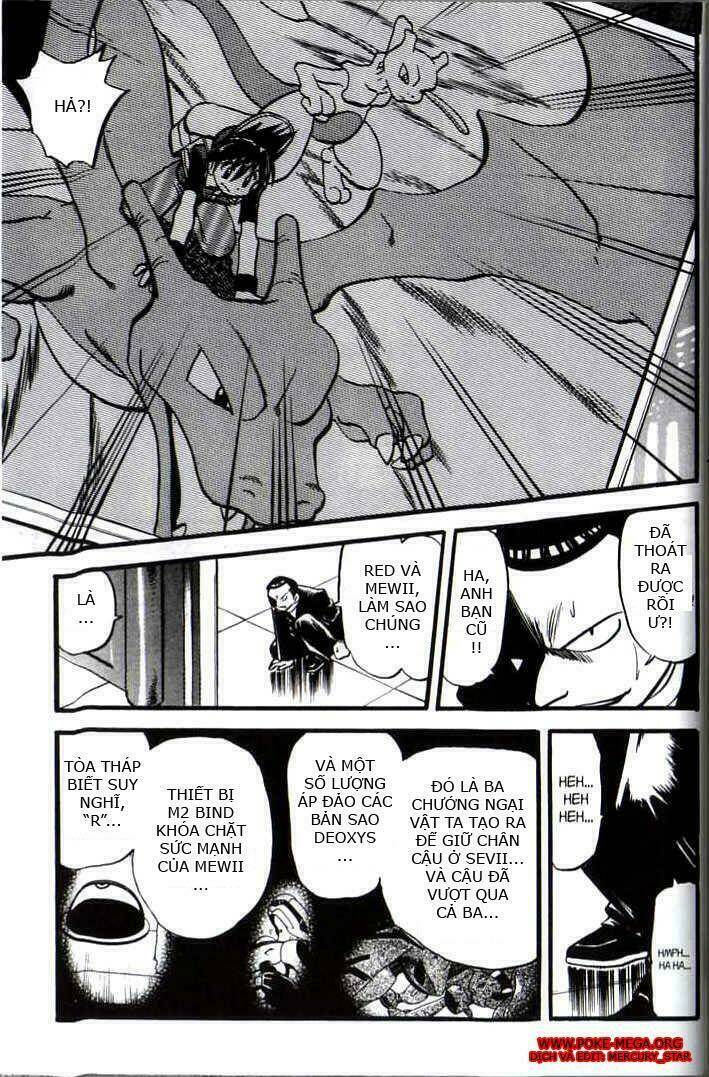 HẢ?!
ĐÃ
THOÁT
RA
ĐƯỢC
RỒI
Ư?!
HA,
ANH
BẠN
CŨ
!!
RED VÀ
MEWII,
LÀM SAO
CHÚNG
...
LÀ
...
HEH...
HEH
HEH...
HMPH...
HA HA...
ĐÓ LÀ BA
CHƯỚNG NGẠI
VẬT TA TẠO RA
ĐỂ GIỮ CHÂN
CẬU Ở SEVII...
VÀ CẬU ĐÃ
VƯỢT QUA
CẢ BA...
VÀ MỘT
SỐ LƯỢNG
ÁP ĐẢO CÁC
BẢN SAO
DEOXYS
...
THIẾT BỊ
M2 BIND
KHÓA CHẶT
SỨC MẠNH
CỦA MEWII
...
TÒA THÁP
BIẾT SUY
NGHĨ,
“R”...
WWW.POKE-MEGA.ORG
DỊCH VÀ EDIT: MERCURY_STAR